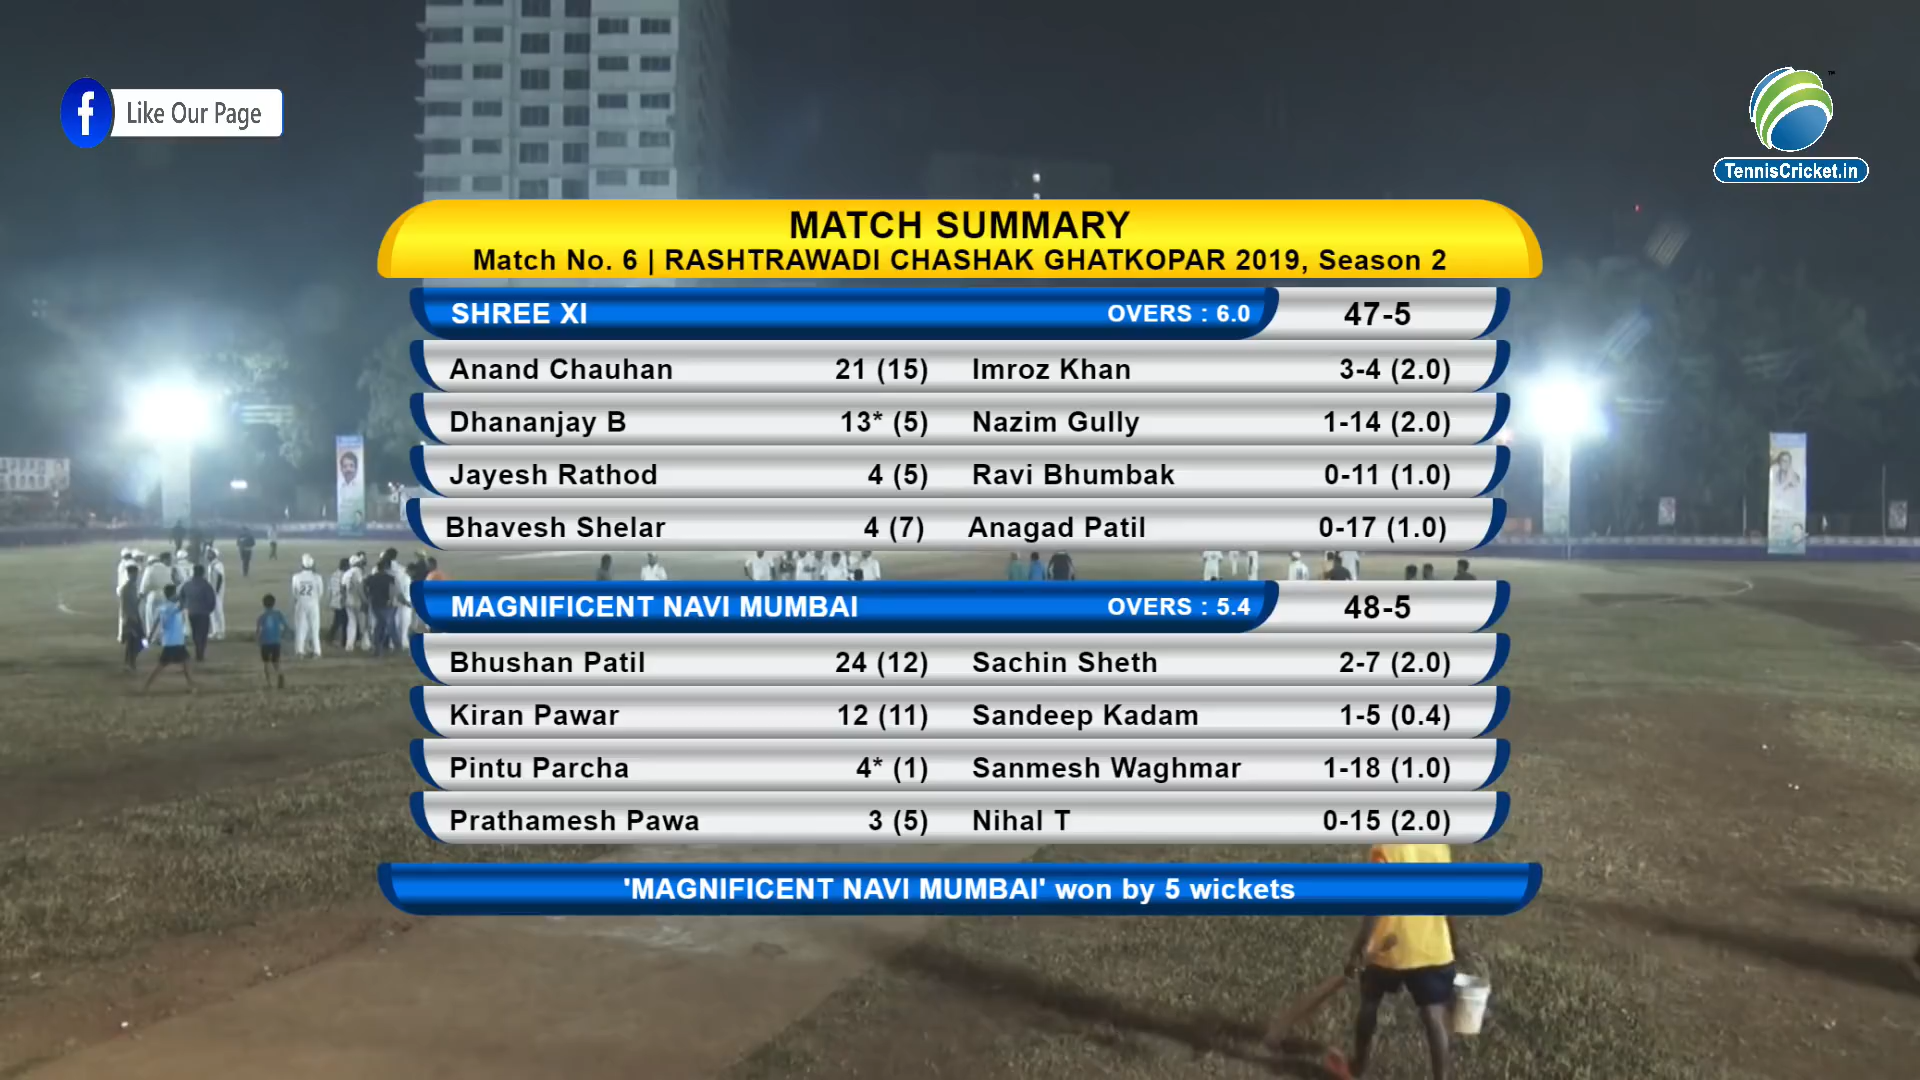 f Like Our Page
TennisCricket.in
MATCH SUMMARY
Match No. 6 | RASHTRAWADI CHASHAK GHATKOPAR 2019, Season 2
SHREE XI OVERS : 6.0 47-5
Anand Chauhan 21 (15) Imroz Khan 3-4 (2.0)
Dhananjay B 13* (5) Nazim Gully 1-14 (2.0)
Jayesh Rathod 4 (5) Ravi Bhumbak 0-11 (1.0)
Bhavesh Shelar 4 (7) Anagad Patil 0-17 (1.0)
22
MAGNIFICENT NAVI MUMBAI OVERS : 5.4 48-5
Bhushan Patil 24 (12) Sachin Sheth 2-7 (2.0)
Kiran Pawar 12 (11) Sandeep Kadam 1-5 (0.4)
Pintu Parcha 4* (1) Sanmesh Waghmar 1-18 (1.0)
Prathamesh Pawa 3 (5) Nihal T 0-15 (2.0)
'MAGNIFICENT NAVI MUMBAI' won by 5 wickets